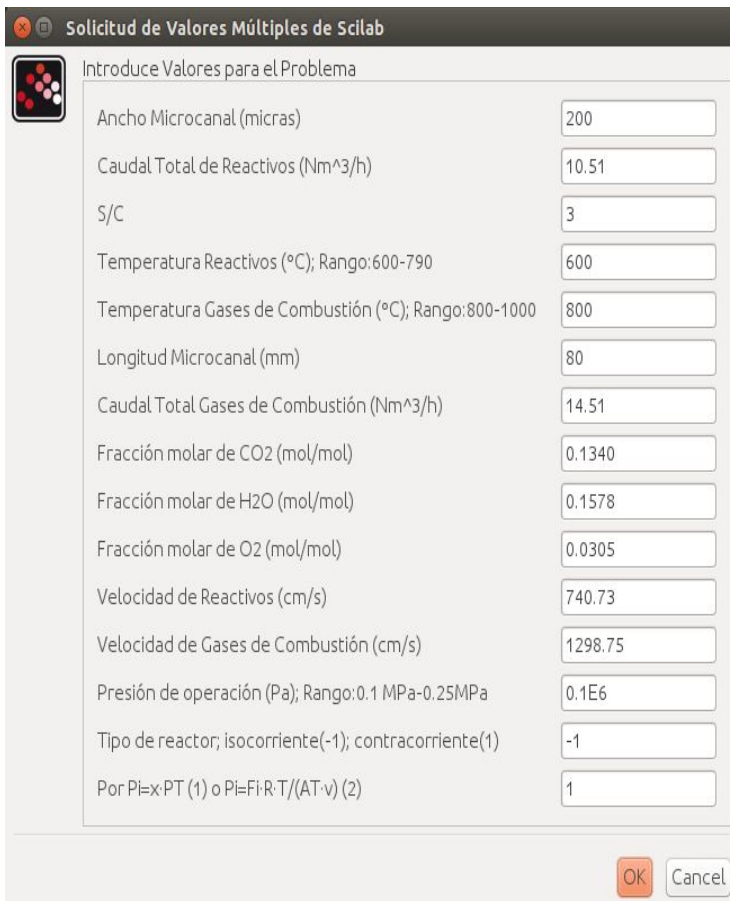 Solicitud de Valores Múltiples de Scilab
Introduce Valores para el Problema
Ancho Microcanal (micras) 200
Caudal Total de Reactivos (Nm^3/h) 10.51
S/C 3
Temperatura Reactivos (ºC); Rango:600-790 600
Temperatura Gases de Combustión (ºC); Rango:800-1000 800
Longitud Microcanal (mm) 80
Caudal Total Gases de Combustión (Nm^3/h) 14.51
Fracción molar de CO2 (mol/mol) 0.1340
Fracción molar de H2O (mol/mol) 0.1578
Fracción molar de O2 (mol/mol) 0.0305
Velocidad de Reactivos (cm/s) 740.73
Velocidad de Gases de Combustión (cm/s) 1298.75
Presión de operación (Pa); Rango:0.1 MPa-0.25MPa 0.1E6
Tipo de reactor; isocorriente(-1); contracorriente(1) -1
Por Pi=x·PT (1) o Pi=Fi·R·T/(AT·v) (2) 1
OK Cancel